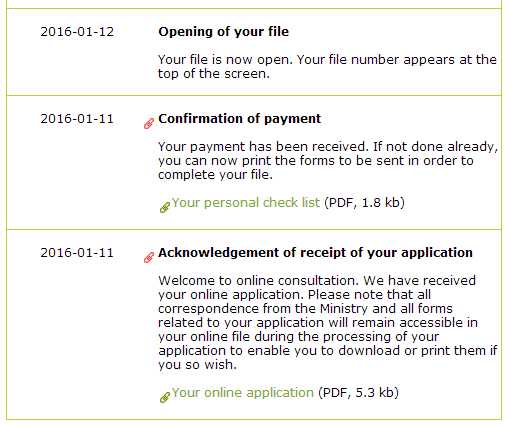 2016-01-12 Opening of your file
Your file is now open. Your file number appears at the
top of the screen.
2016-01-11 Confirmation of payment
Your payment has been received. If not done already,
you can now print the forms to be sent in order to
complete your file.
Your personal check list (PDF, 1.8 kb)
2016-01-11 Acknowledgement of receipt of your application
Welcome to online consultation. We have received
your online application. Please note that all
correspondence from the Ministry and all forms
related to your application will remain accessible in
your online file during the processing of your
application to enable you to download or print them if
you so wish.
Your online application (PDF, 5.3 kb)